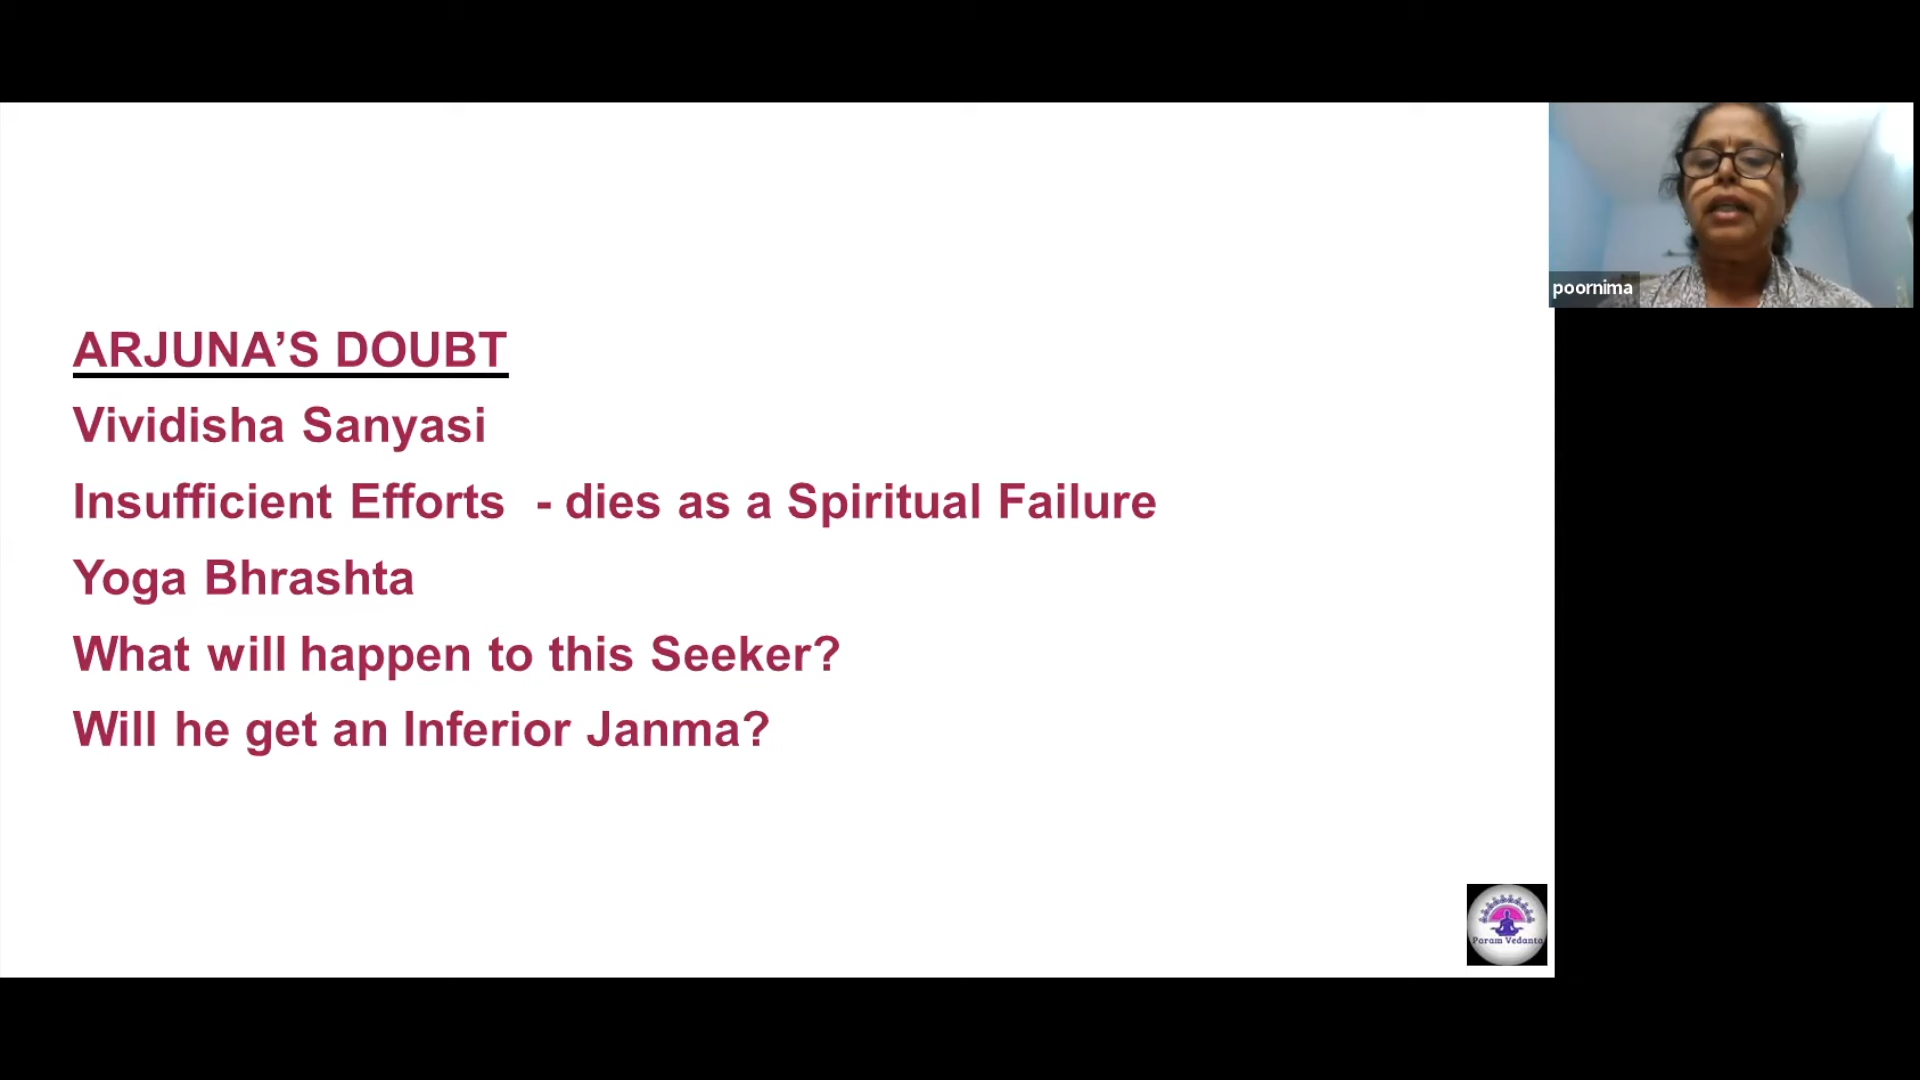 poornima
ARJUNA’S DOUBT
Vividisha Sanyasi
Insufficient Efforts  - dies as a Spiritual Failure
Yoga Bhrashta
What will happen to this Seeker?
Will he get an Inferior Janma?
Param Vedanta